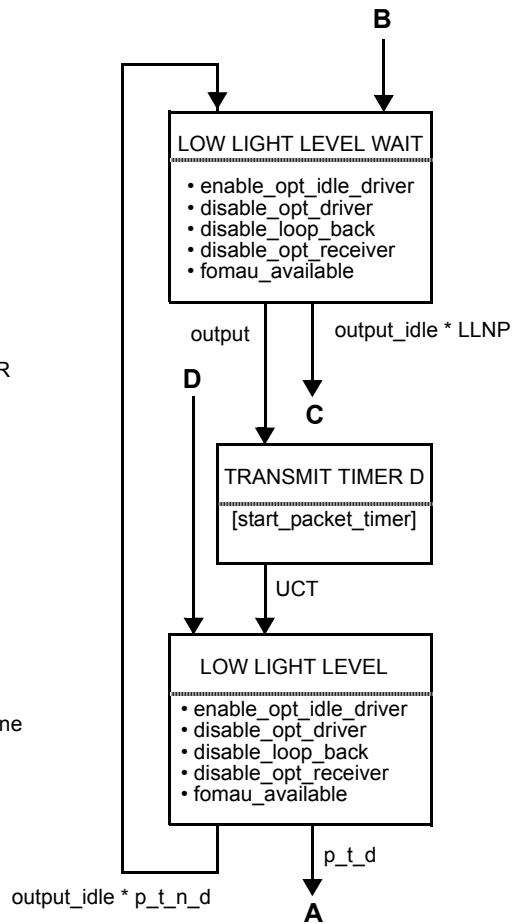 B
LOW LIGHT LEVEL WAIT
• enable_opt_idle_driver
• disable_opt_driver
• disable_loop_back
• disable_opt_receiver
• fomau_available
output
output_idle * LLNP
R
D
C
TRANSMIT TIMER D
[start_packet_timer]
UCT
LOW LIGHT LEVEL
• enable_opt_idle_driver
• disable_opt_driver
ne
• disable_loop_back
• disable_opt_receiver
• fomau_available
p_t_d
output_idle * p_t_n_d
A